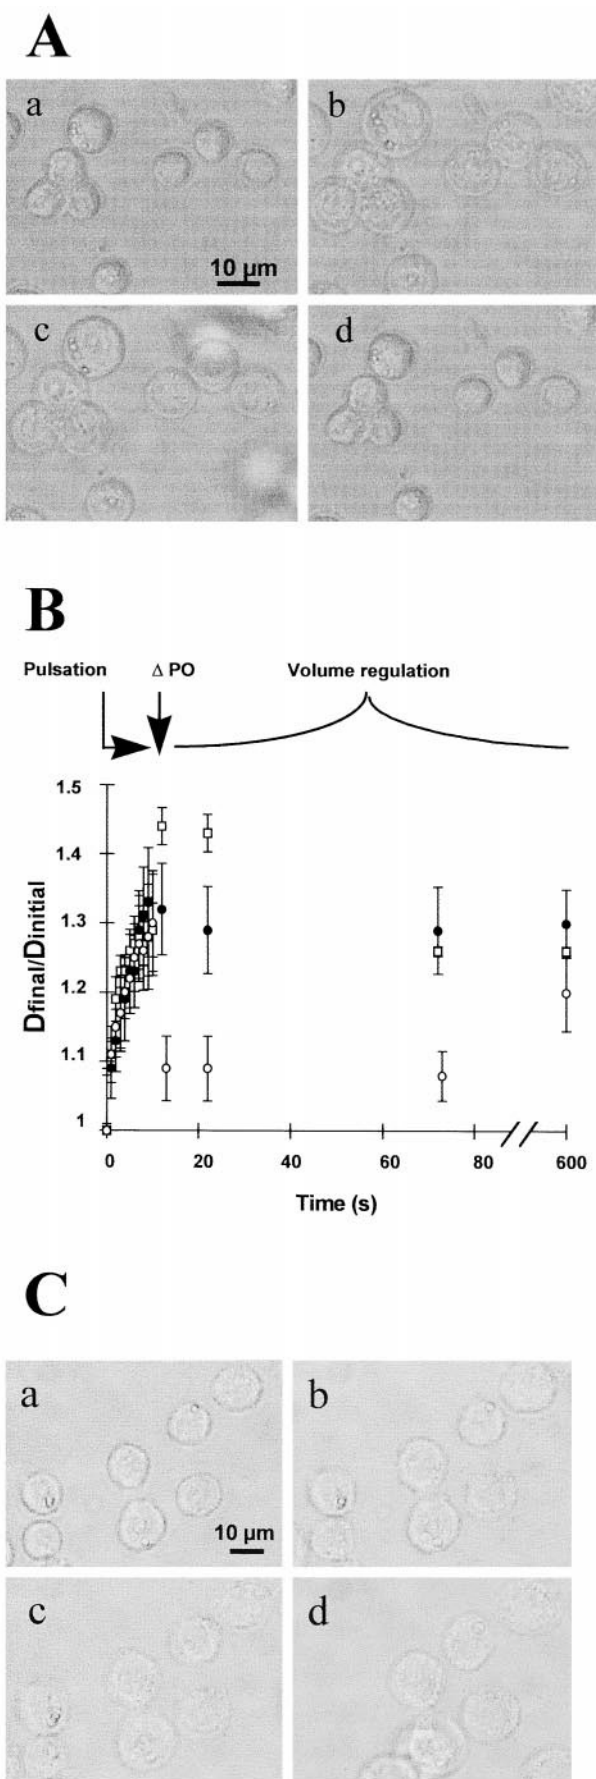 A
a
b
10 µm
c
d
B
Pulsation
Δ PO
Volume regulation
1.5
1.4
1.3
1.2
1.1
1
Dfinal/Dinitial
0
20
40
60
80
600
Time (s)
C
a
b
10 µm
c
d